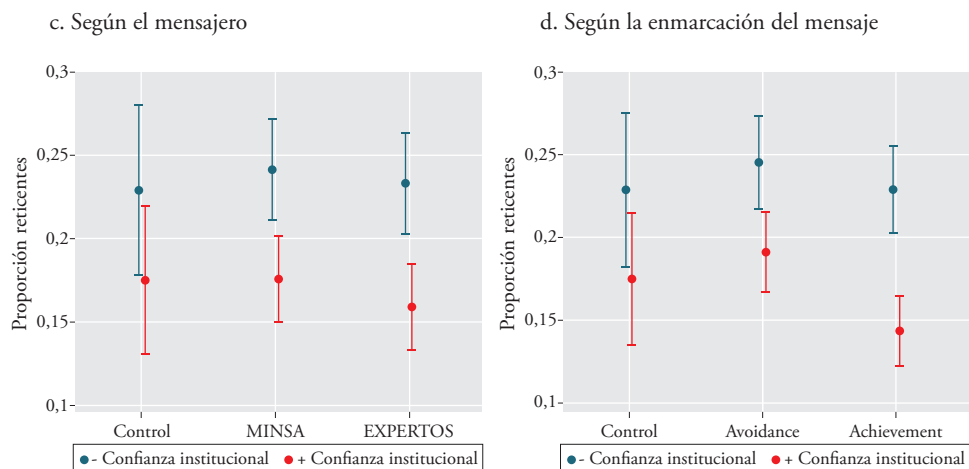 c. Según el mensajero
0,3
0,25
0,2
0,15
0,1
Proporción reticentes
Control MINSA EXPERTOS
- Confianza institucional + Confianza institucional
d. Según la enmarcación del mensaje
0,3
0,25
0,2
0,15
0,1
Proporción reticentes
Control Avoidance Achievement
- Confianza institucional + Confianza institucional